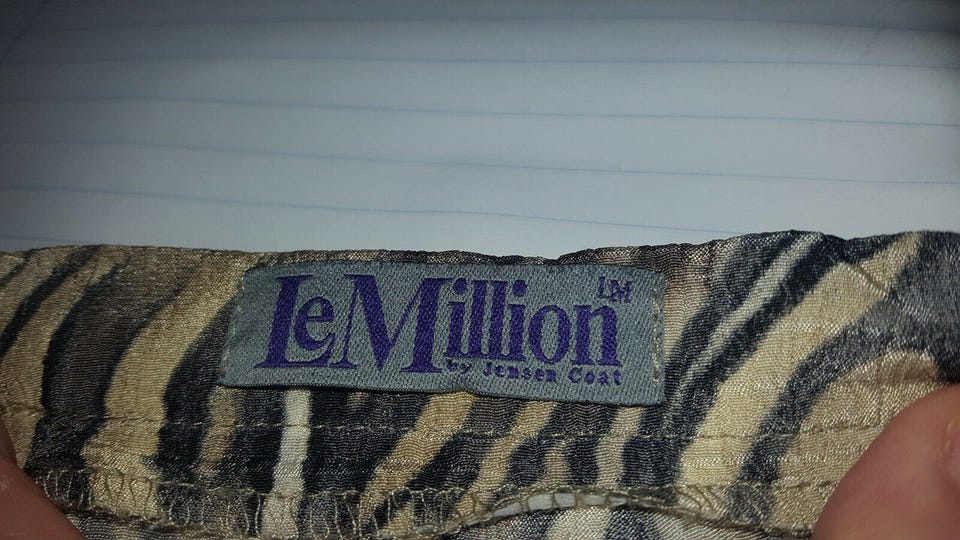 LeMillion LM
by Jensen Coat